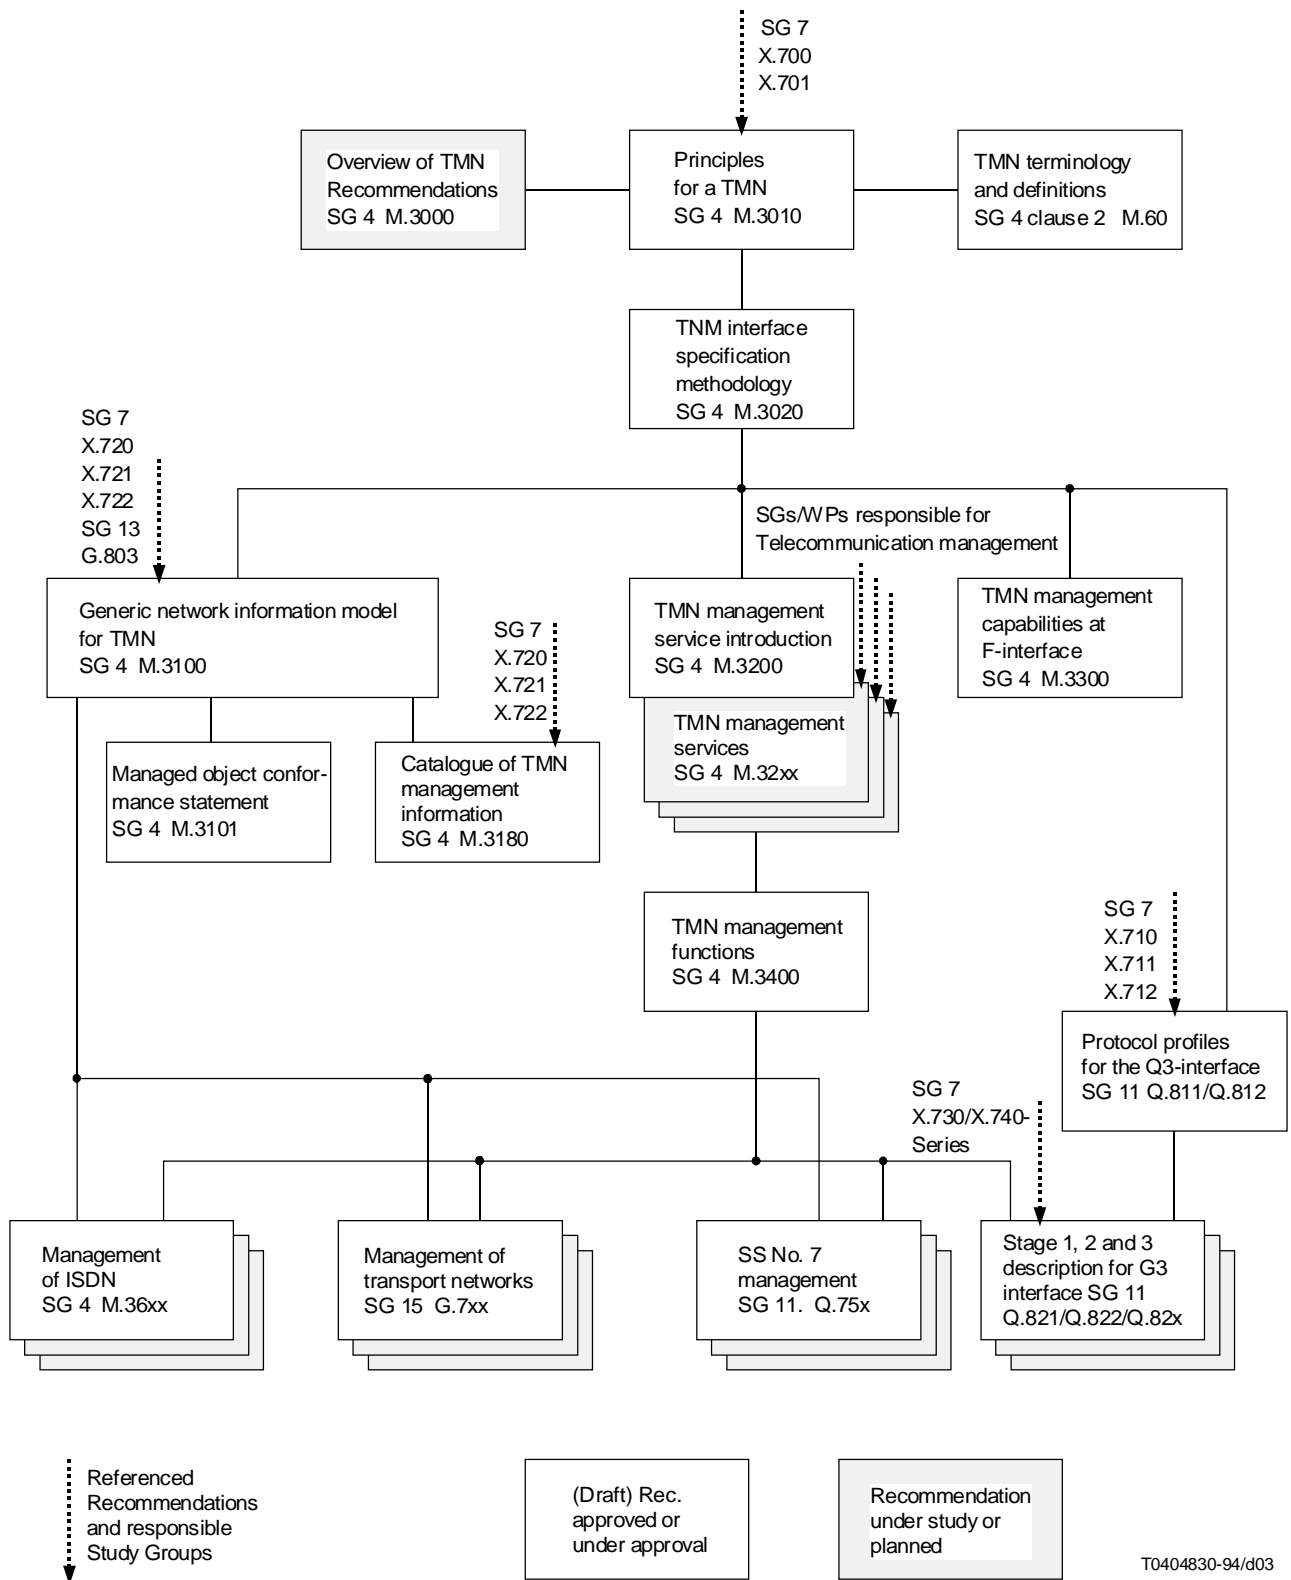 SG 7
X.700
X.701
Overview of TMN
Recommendations
SG 4 M.3000
Principles
for a TMN
SG 4 M.3010
TMN terminology
and definitions
SG 4 clause 2 M.60
TNM interface
specification
methodology
SG 4 M.3020
SG 7
X.720
X.721
X.722
SG 13
G.803
SGs/WPs responsible for
Telecommunication management
Generic network information model
for TMN
SG 4 M.3100
SG 7
X.720
X.721
X.722
TMN management
service introduction
SG 4 M.3200
TMN management
capabilities at
F-interface
SG 4 M.3300
TMN management
services
SG 4 M.32xx
Managed object confor-
mance statement
SG 4 M.3101
Catalogue of TMN
management
information
SG 4 M.3180
TMN management
functions
SG 4 M.3400
SG 7
X.710
X.711
X.712
Protocol profiles
for the Q3-interface
SG 11 Q.811/Q.812
SG 7
X.730/X.740-
Series
Management
of ISDN
SG 4 M.36xx
Management of
transport networks
SG 15 G.7xx
SS No. 7
management
SG 11. Q.75x
Stage 1, 2 and 3
description for G3
interface SG 11
Q.821/Q.822/Q.82x
Referenced
Recommendations
and responsible
Study Groups
(Draft) Rec.
approved or
under approval
Recommendation
under study or
planned
T0404830-94/d03